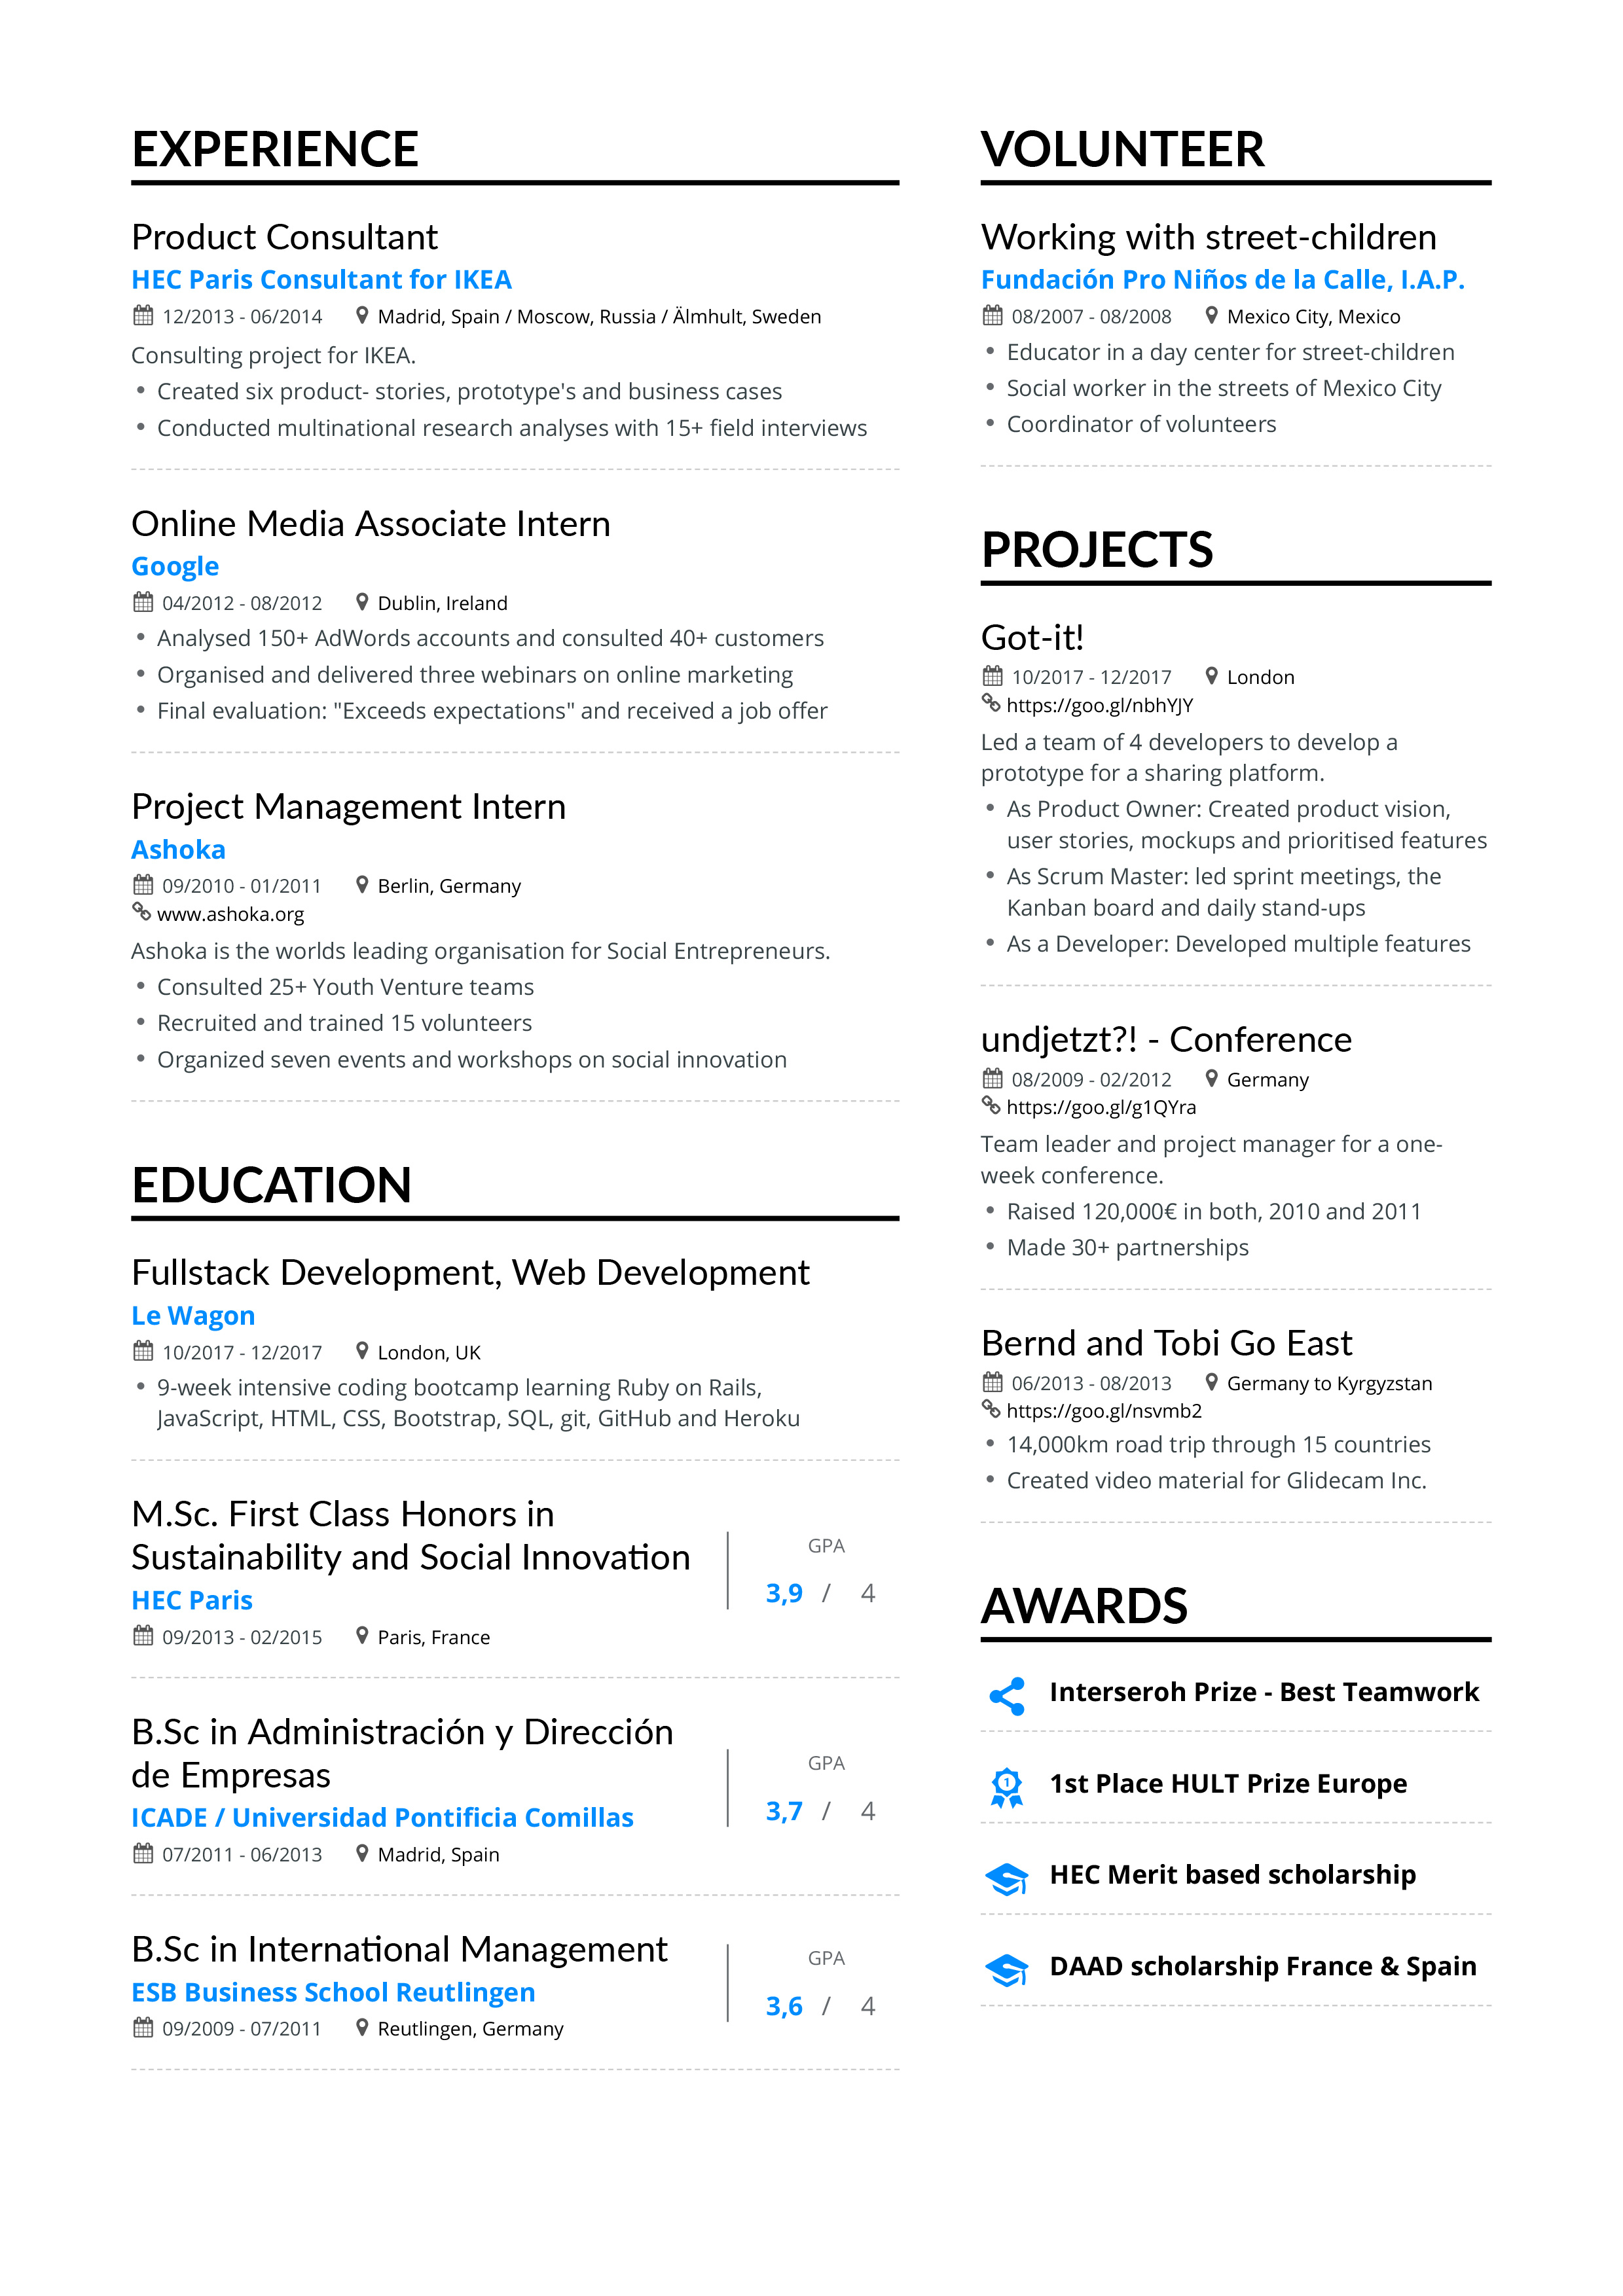 EXPERIENCE
Product Consultant
HEC Paris Consultant for IKEA
12/2013 - 06/2014 Madrid, Spain / Moscow, Russia / Älmhult, Sweden
Consulting project for IKEA.
• Created six product- stories, prototype's and business cases
• Conducted multinational research analyses with 15+ field interviews
Online Media Associate Intern
Google
04/2012 - 08/2012 Dublin, Ireland
• Analysed 150+ AdWords accounts and consulted 40+ customers
• Organised and delivered three webinars on online marketing
• Final evaluation: "Exceeds expectations" and received a job offer
Project Management Intern
Ashoka
09/2010 - 01/2011 Berlin, Germany
www.ashoka.org
Ashoka is the worlds leading organisation for Social Entrepreneurs.
• Consulted 25+ Youth Venture teams
• Recruited and trained 15 volunteers
• Organized seven events and workshops on social innovation
EDUCATION
Fullstack Development, Web Development
Le Wagon
10/2017 - 12/2017 London, UK
• 9-week intensive coding bootcamp learning Ruby on Rails,
JavaScript, HTML, CSS, Bootstrap, SQL, git, GitHub and Heroku
M.Sc. First Class Honors in
Sustainability and Social Innovation
HEC Paris
09/2013 - 02/2015 Paris, France
GPA
3,9 / 4
B.Sc in Administración y Dirección
de Empresas
ICADE / Universidad Pontificia Comillas
07/2011 - 06/2013 Madrid, Spain
GPA
3,7 / 4
B.Sc in International Management
ESB Business School Reutlingen
09/2009 - 07/2011 Reutlingen, Germany
GPA
3,6 / 4
VOLUNTEER
Working with street-children
Fundación Pro Niños de la Calle, I.A.P.
08/2007 - 08/2008 Mexico City, Mexico
• Educator in a day center for street-children
• Social worker in the streets of Mexico City
• Coordinator of volunteers
PROJECTS
Got-it!
10/2017 - 12/2017 London
https://goo.gl/nbhYJY
Led a team of 4 developers to develop a
prototype for a sharing platform.
• As Product Owner: Created product vision,
user stories, mockups and prioritised features
• As Scrum Master: led sprint meetings, the
Kanban board and daily stand-ups
• As a Developer: Developed multiple features
undjetzt?! - Conference
08/2009 - 02/2012 Germany
https://goo.gl/g1QYra
Team leader and project manager for a one-
week conference.
• Raised 120,000€ in both, 2010 and 2011
• Made 30+ partnerships
Bernd and Tobi Go East
06/2013 - 08/2013 Germany to Kyrgyzstan
https://goo.gl/nsvmb2
• 14,000km road trip through 15 countries
• Created video material for Glidecam Inc.
AWARDS
Interseroh Prize - Best Teamwork
1
1st Place HULT Prize Europe
HEC Merit based scholarship
DAAD scholarship France & Spain